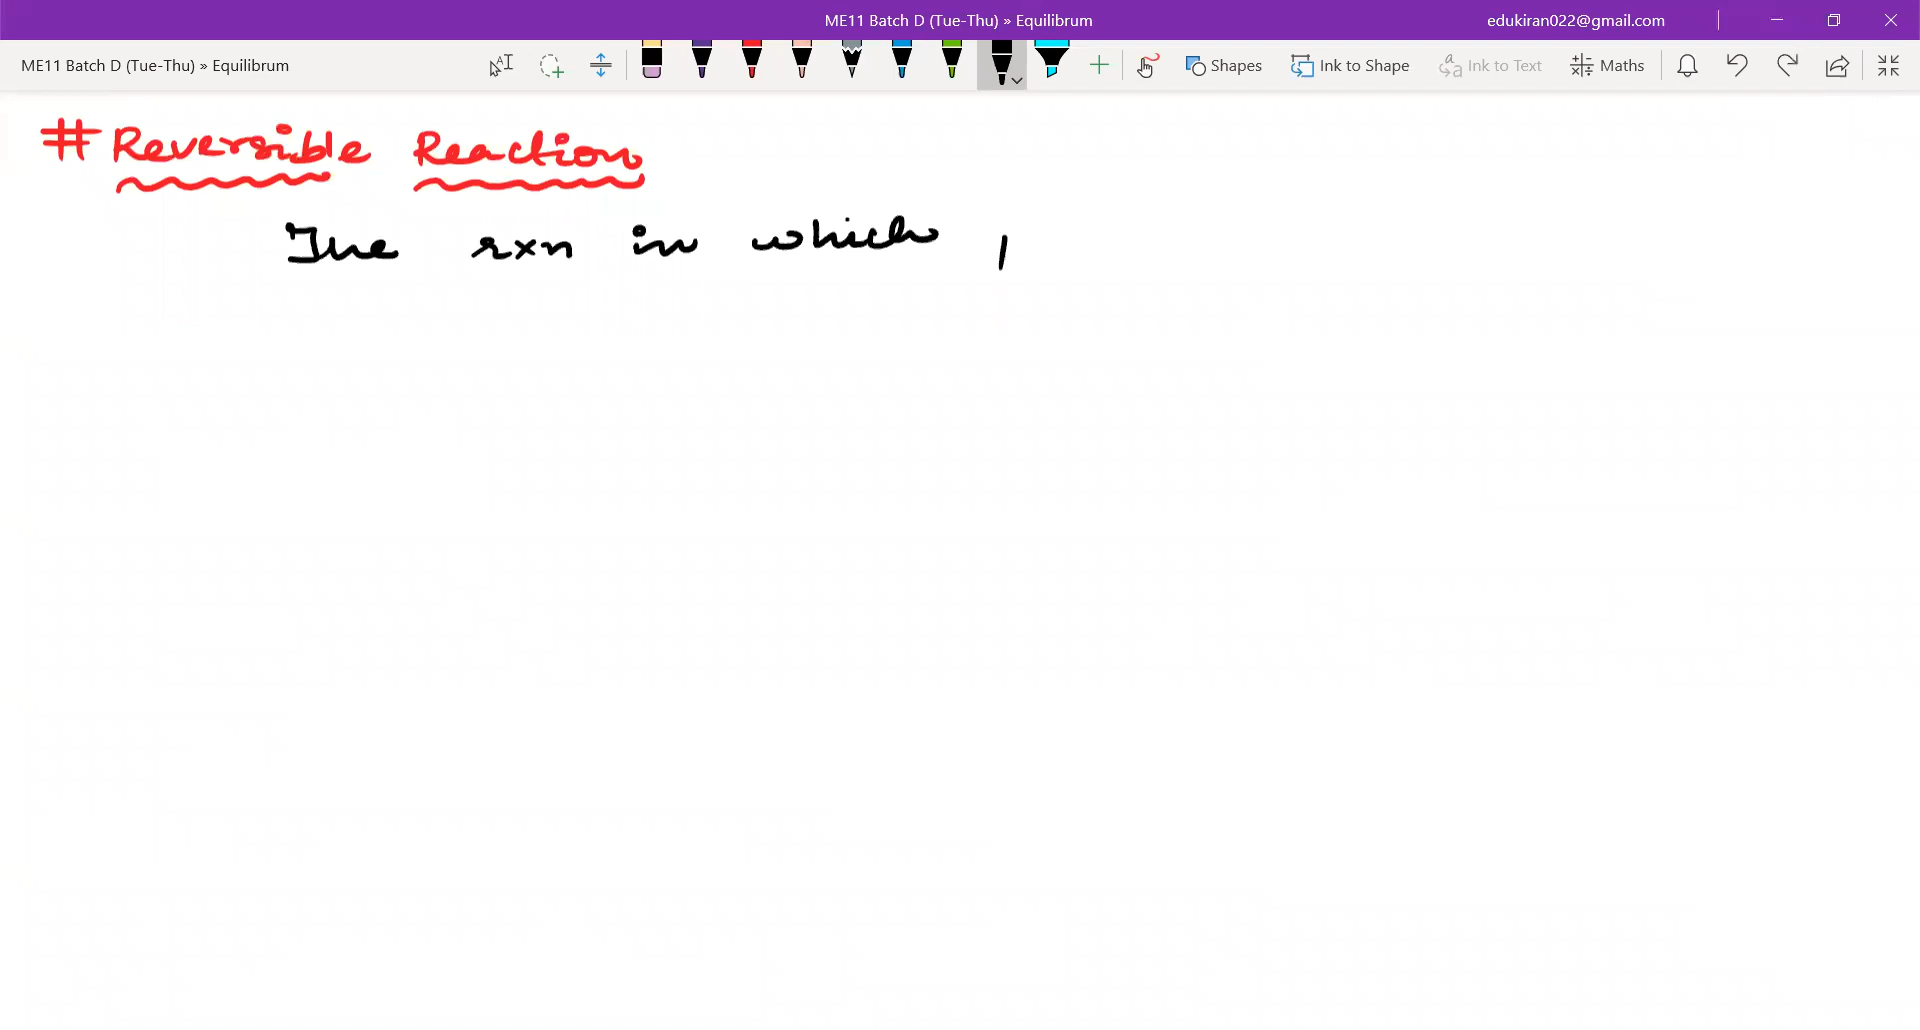 ME11 Batch D (Tue-Thu) » Equilibrum
edukiran022@gmail.com
ME11 Batch D (Tue-Thu) » Equilibrum
Shapes
Ink to Shape
Ink to Text
Maths
# Reversible Reaction
The rxn in which